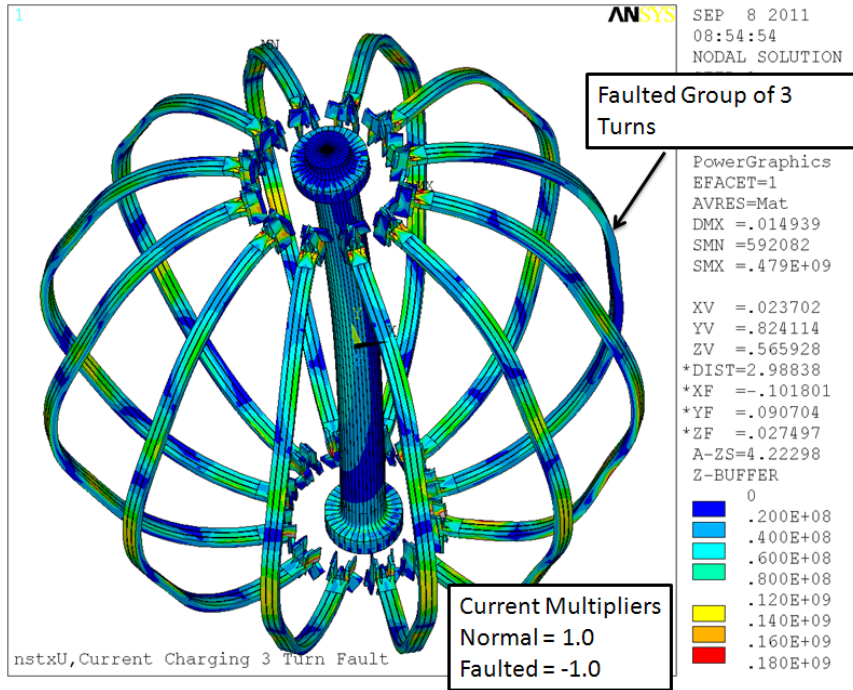 1
ANSYS
SEP 8 2011
08:54:54
NODAL SOLUTION
Faulted Group of 3
Turns
PowerGraphics
EFACET=1
AVRES=Mat
DMX =.014939
SMN =592082
SMX =.479E+09
XV =.023702
YV =.824114
ZV =.565928
*DIST=2.98838
*XF =-.101801
*YF =.090704
*ZF =.027497
A-ZS=4.22298
Z-BUFFER
0
.200E+08
.400E+08
.600E+08
.800E+08
.120E+09
.140E+09
.160E+09
.180E+09
MN
MX
Y
X
Current Multipliers
Normal = 1.0
Faulted = -1.0
nstxU,Current Charging 3 Turn Fault